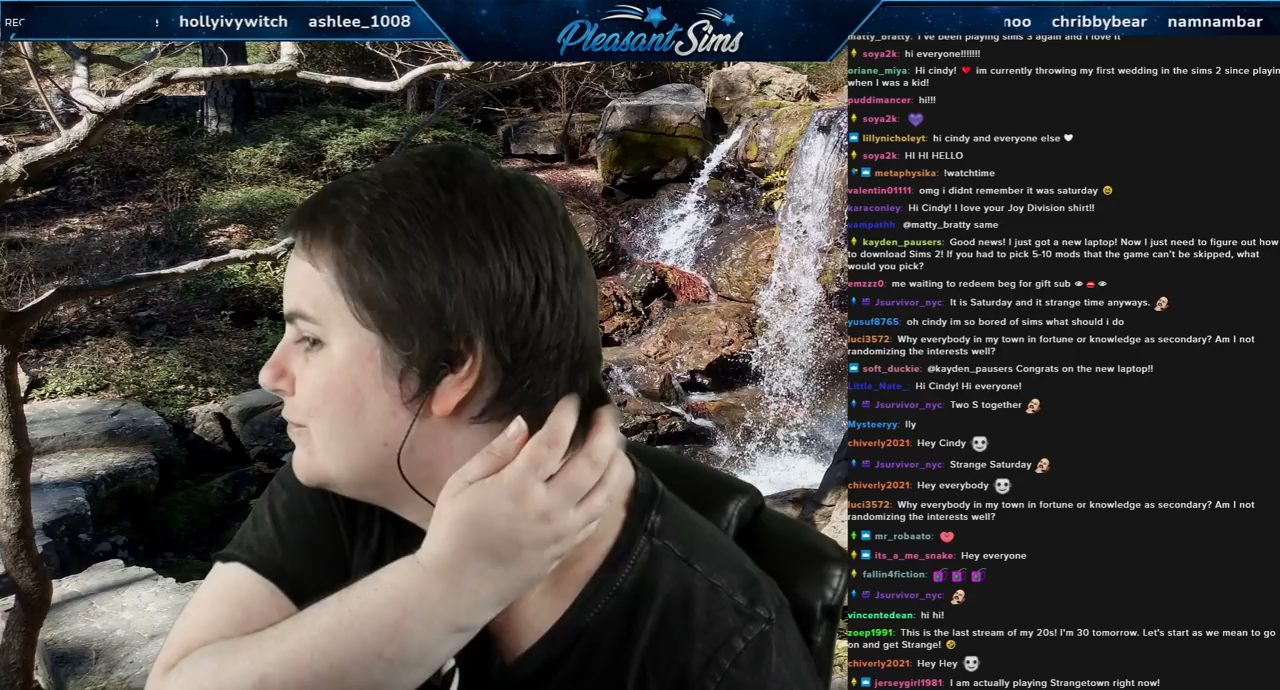 REC
hollyivywitch ashlee_1008
PleasantSims
noo chribbybear namnambar
matty_bratty: I've been playing sims 3 again and I love it
soya2k: hi everyone!!!!!!!
oriane_miya: Hi cindy! ❤️ im currently throwing my first wedding in the sims 2 since playin
when I was a kid!
puddimancer: hi!!!
soya2k: 💜
lillynicholeyt: hi cindy and everyone else 🤍
soya2k: HI HI HELLO
metaphysika: !watchtime
valentin01111: omg i didnt remember it was saturday
karaconley: Hi Cindy! I love your Joy Division shirt!!
vampathh @matty_bratty same
kayden_pausers: Good news! I just got a new laptop! Now I just need to figure out how
to download Sims 2! If you had to pick 5-10 mods that the game can't be skipped, what
would you pick?
emzzz0: me waiting to redeem beg for gift sub 👁👄👁
Jsurvivor_nyc: It is Saturday and it strange time anyways.
yusuf8765: oh cindy im so bored of sims what should i do
luci3572: Why everybody in my town in fortune or knowledge as secondary? Am I not
randomizing the interests well?
soft_duckie: @kayden_pausers Congrats on the new laptop!!
Little_Nate_ Hi Cindy! Hi everyone!
Jsurvivor_nyc: Two S together
Mysteeryy: Ily
chiverly2021: Hey Cindy
Jsurvivor_nyc: Strange Saturday
chiverly2021: Hey everybody
luci3572: Why everybody in my town in fortune or knowledge as secondary? Am I not
randomizing the interests well?
mr_robaato:
its_a_me_snake: Hey everyone
fallin4fiction:
Jsurvivor_nyc:
vincentedean: hi hi!
zoep1991: This is the last stream of my 20s! I'm 30 tomorrow. Let's start as we mean to go
on and get Strange! 🤣
chiverly2021: Hey Hey
jerseygirl1981: I am actually playing Strangetown right now!